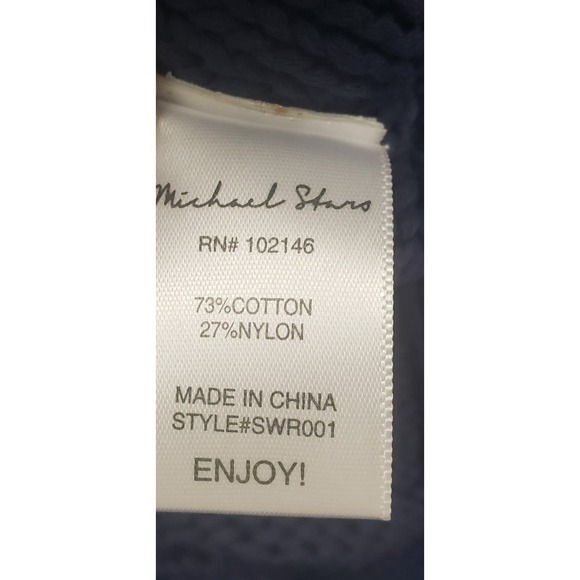 Michael Stars
RN# 102146
73%COTTON
27%NYLON
MADE IN CHINA
STYLE#SWR001
ENJOY!